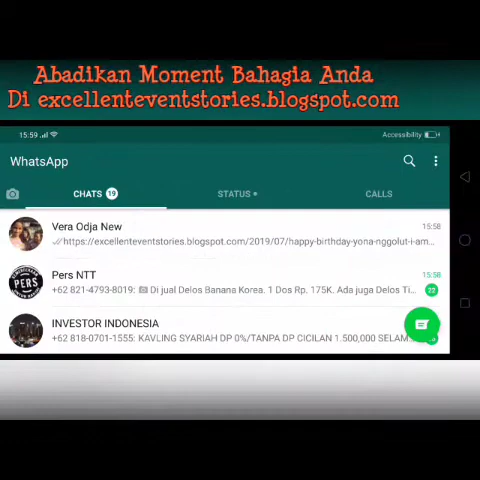 Abadikan Moment Bahagia Anda
Di excellenteventstories.blogspot.com
15:59
Accessibility
WhatsApp
CHATS 19
STATUS
CALLS
Vera Odja New
15:58
https://excellenteventstories.blogspot.com/2019/07/happy-birthday-yona-nggolut-i-am...
PERS
Pers NTT
15:58
+62 821-4793-8019: Di jual Delos Banana Korea. 1 Dos Rp. 175K. Ada juga Delos Ti...
22
INVESTOR INDONESIA
+62 818-0701-1555: KAVLING SYARIAH DP 0%/TANPA DP CICILAN 1.500,000 SELAM...